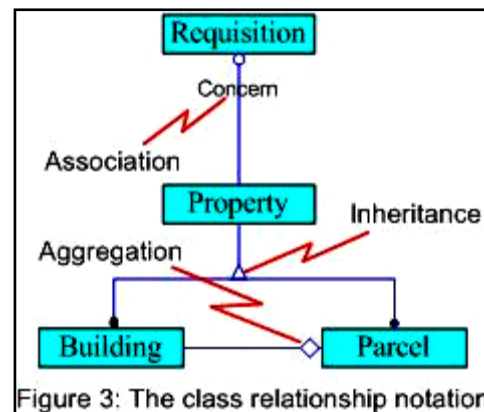 Requisition
Concern
Association
Property
Inheritance
Aggregation
Building
Parcel
Figure 3: The class relationship notation